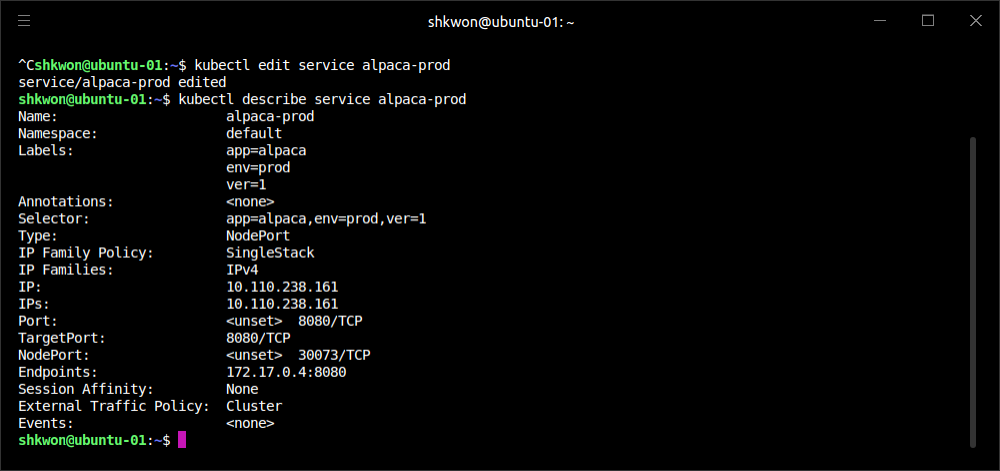 shkwon@ubuntu-01: ~
^Cshkwon@ubuntu-01:~$ kubectl edit service alpaca-prod
service/alpaca-prod edited
shkwon@ubuntu-01:~$ kubectl describe service alpaca-prod
Name:                     alpaca-prod
Namespace:                default
Labels:                   app=alpaca
                          env=prod
                          ver=1
Annotations:              <none>
Selector:                 app=alpaca,env=prod,ver=1
Type:                     NodePort
IP Family Policy:         SingleStack
IP Families:              IPv4
IP:                       10.110.238.161
IPs:                      10.110.238.161
Port:                     <unset>  8080/TCP
TargetPort:               8080/TCP
NodePort:                 <unset>  30073/TCP
Endpoints:                172.17.0.4:8080
Session Affinity:         None
External Traffic Policy:  Cluster
Events:                   <none>
shkwon@ubuntu-01:~$